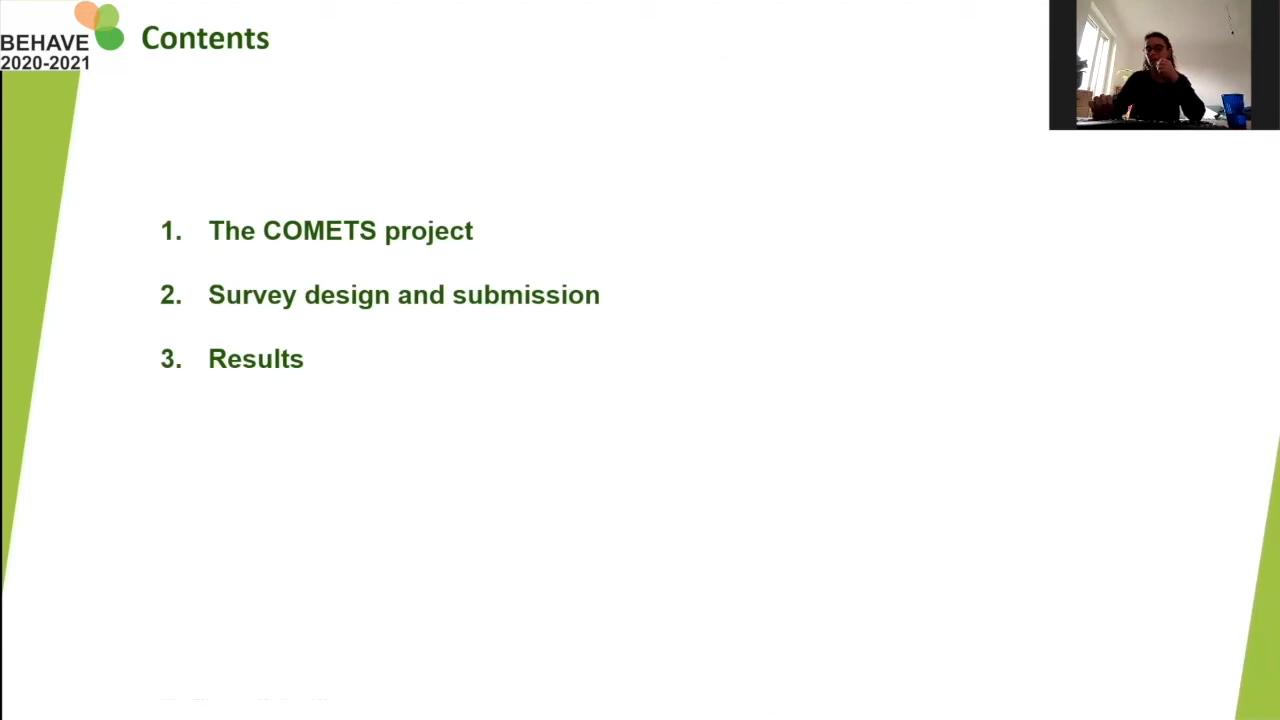 BEHAVE
2020-2021
Contents
1. The COMETS project
2. Survey design and submission
3. Results